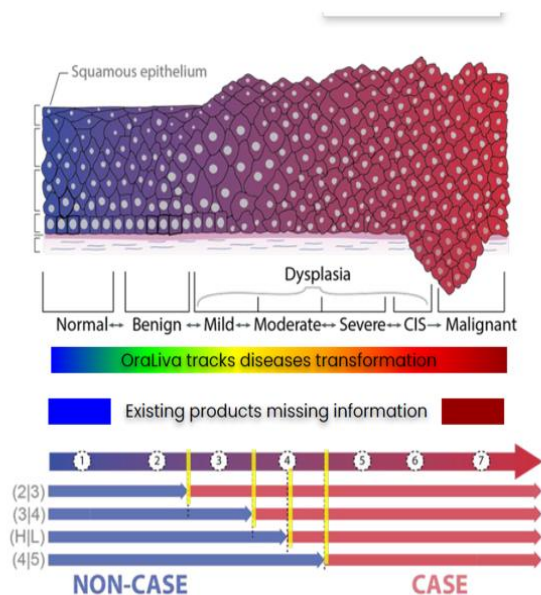 Squamous epithelium
Dysplasia
Normal↔ Benign ↔Mild↔Moderate↔Severe↔CIS→ Malignant
OraLiva tracks diseases transformation
Existing products missing information
1 2 3 4 5 6 7
(2|3)
(3|4)
(H|L)
(4|5)
NON-CASE CASE